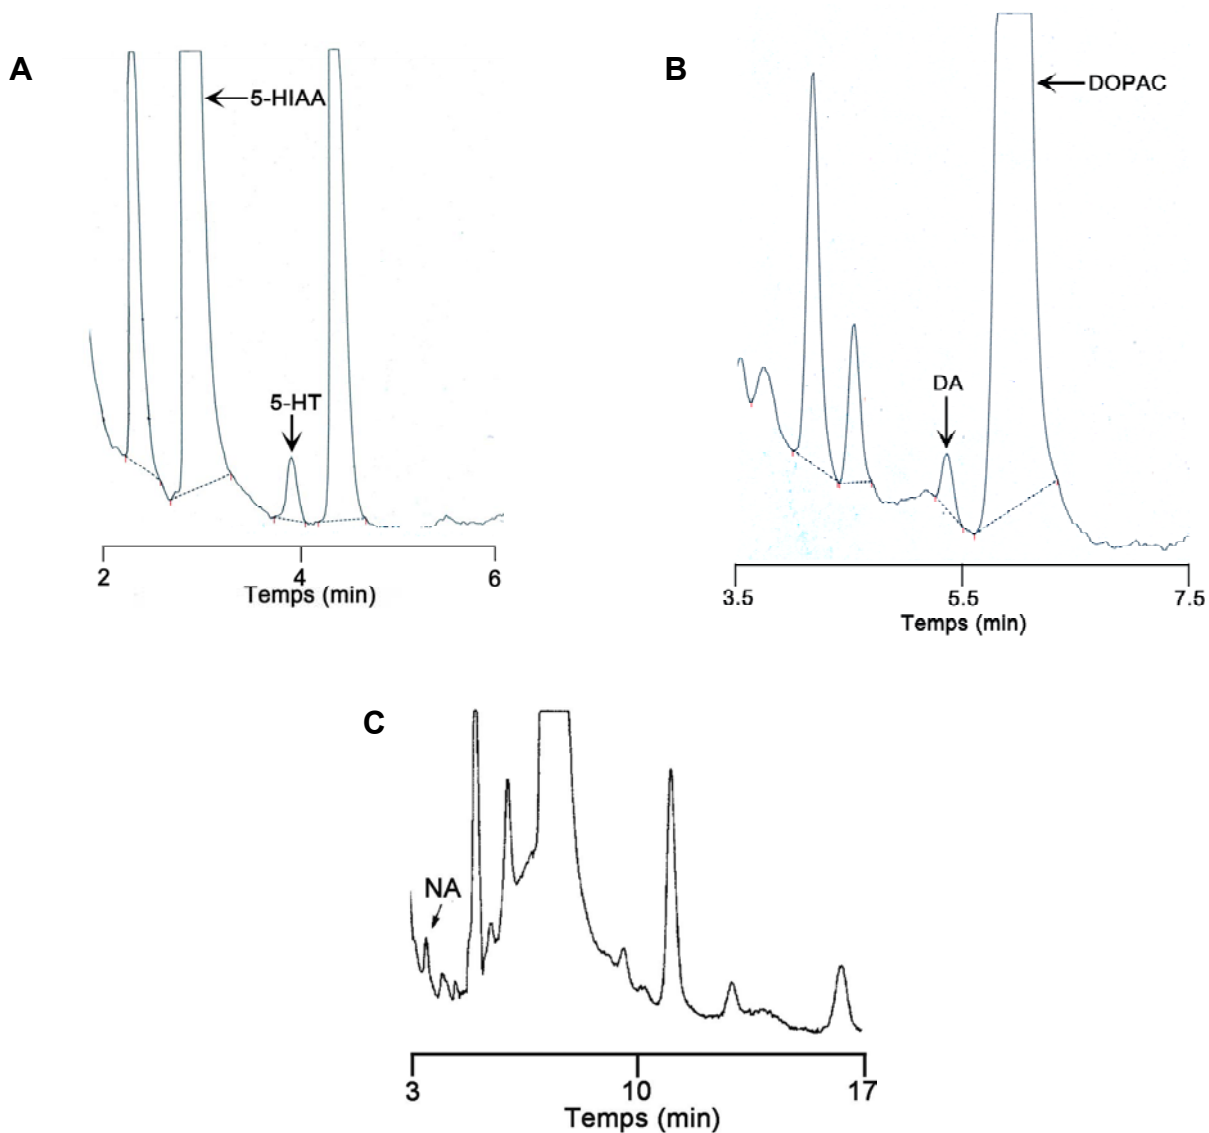 A
5-HIAA
5-HT
2 4 6
Temps (min)
B
DOPAC
DA
3.5 5.5 7.5
Temps (min)
C
NA
3 10 17
Temps (min)